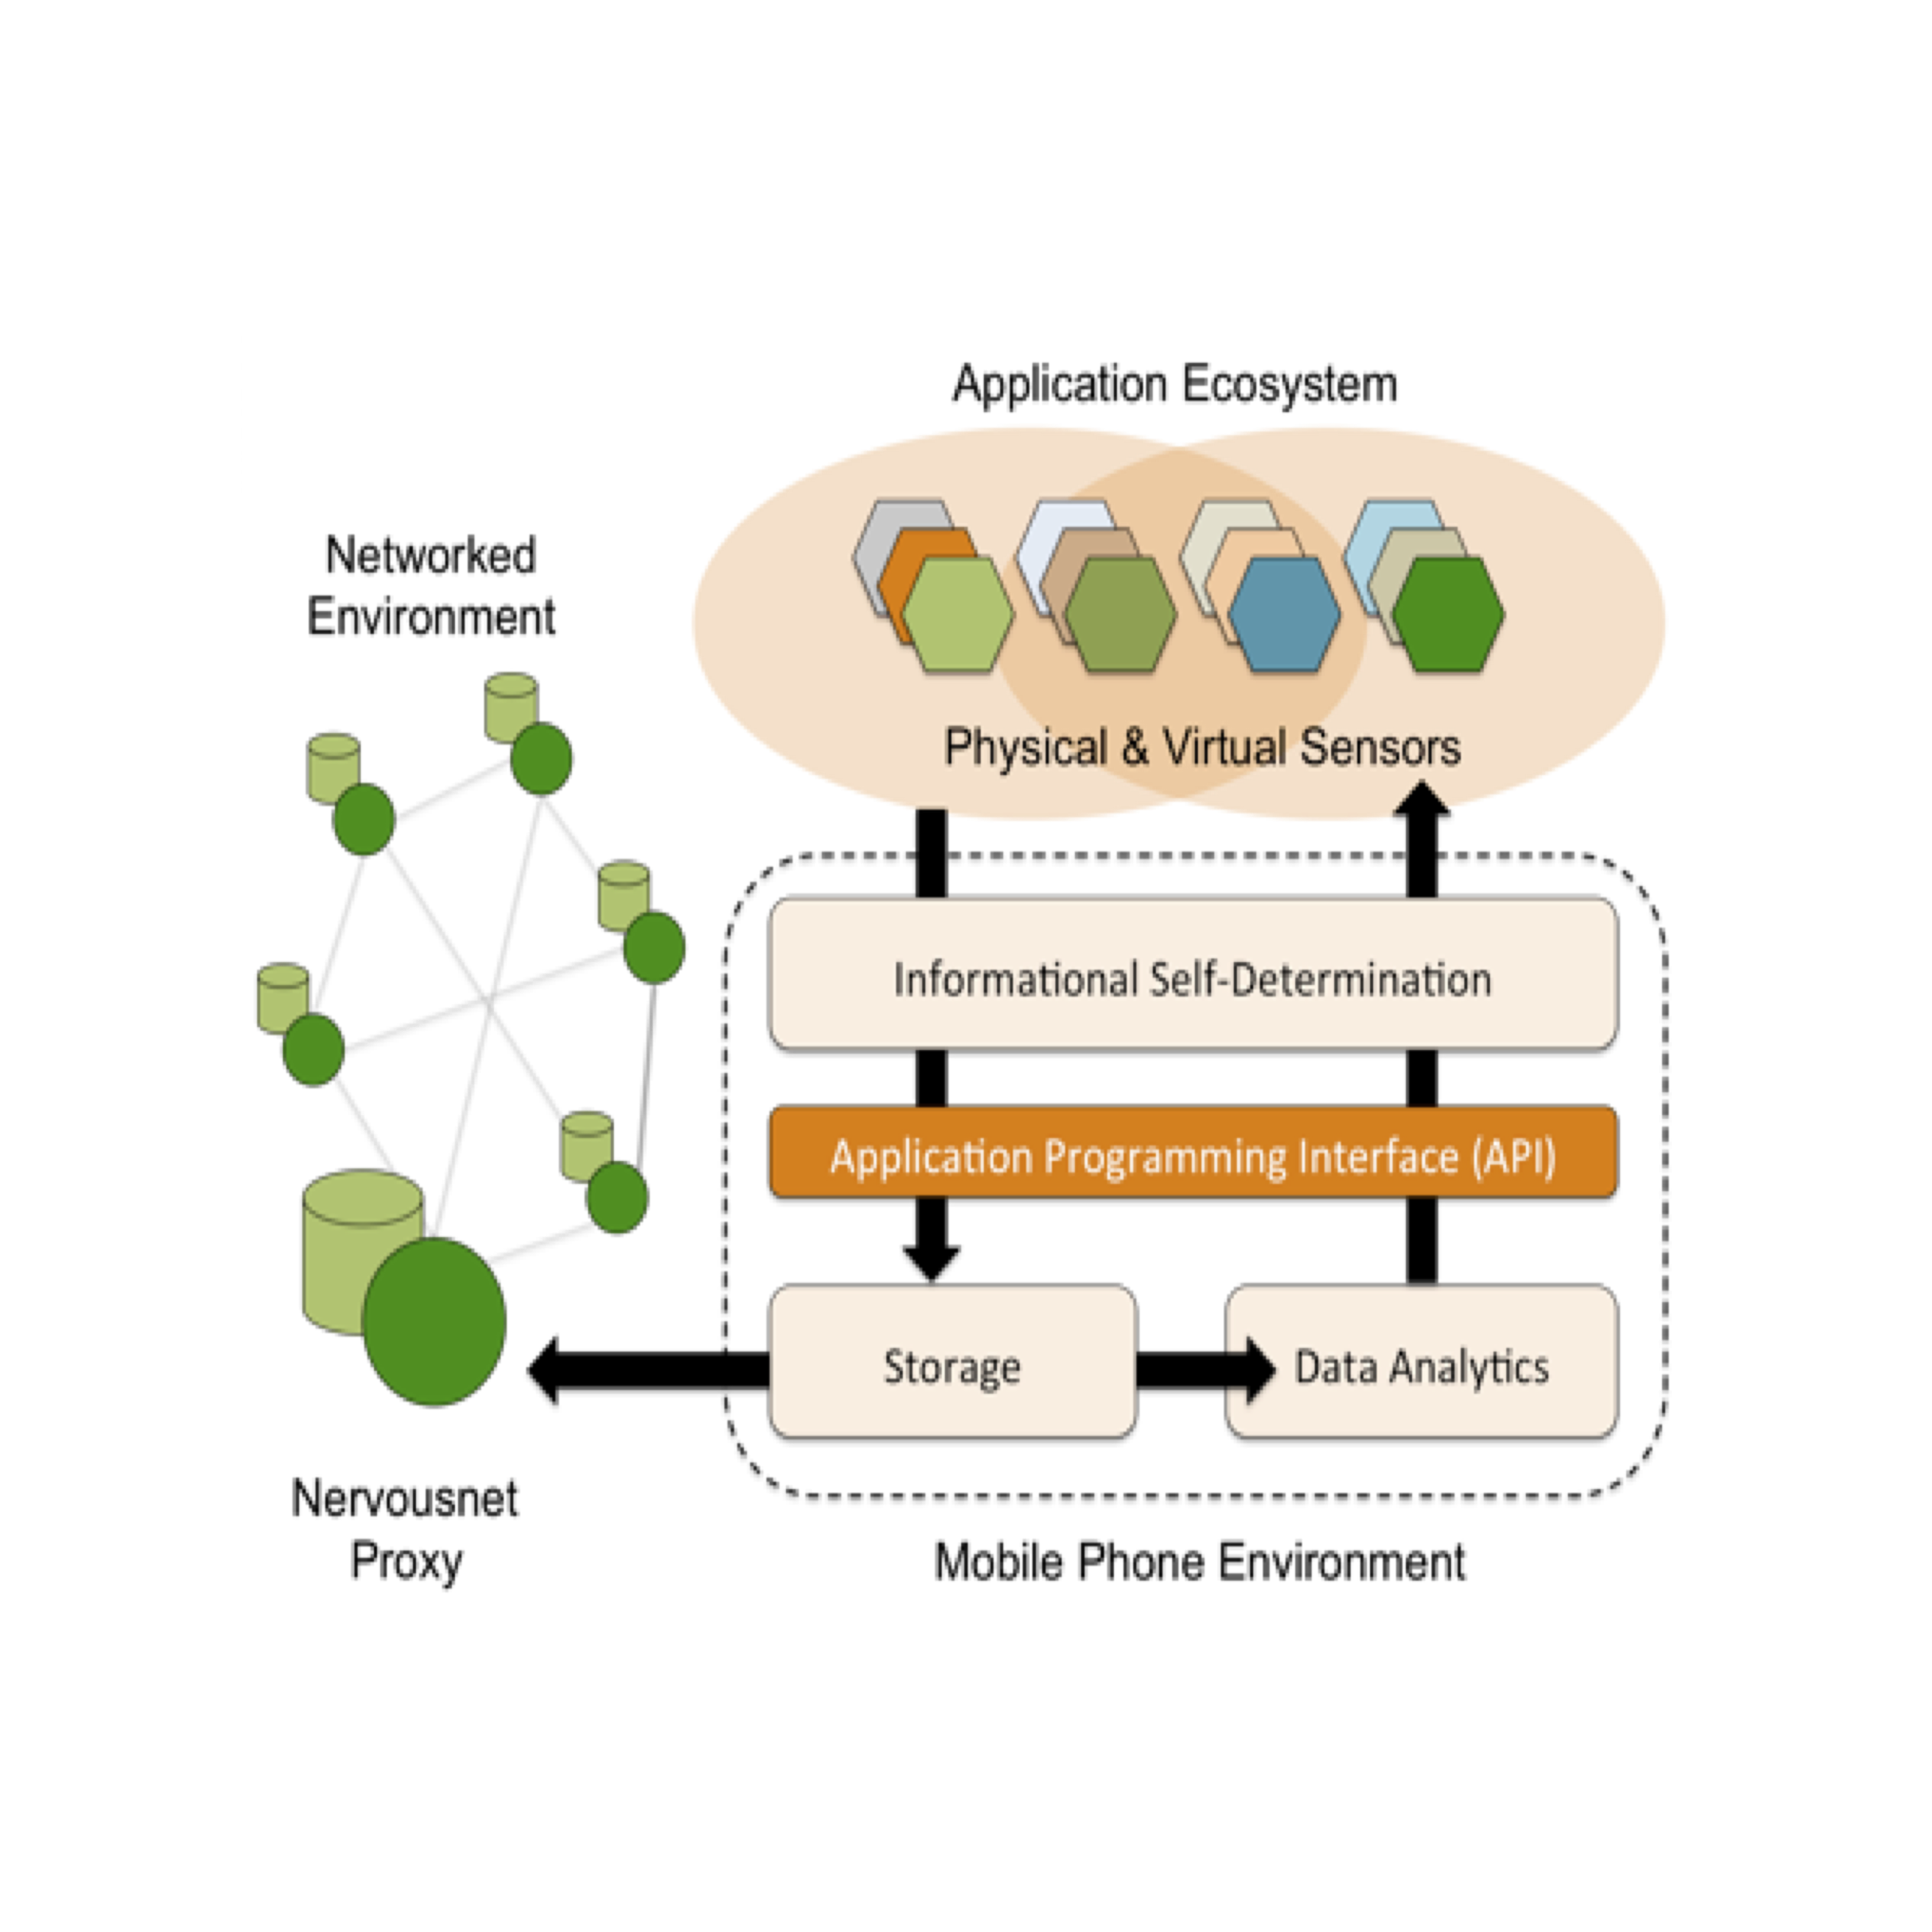 Application Ecosystem
Networked
Environment
Physical & Virtual Sensors
Informational Self-Determination
Application Programming Interface (API)
Storage
Data Analytics
Nervousnet
Proxy
Mobile Phone Environment